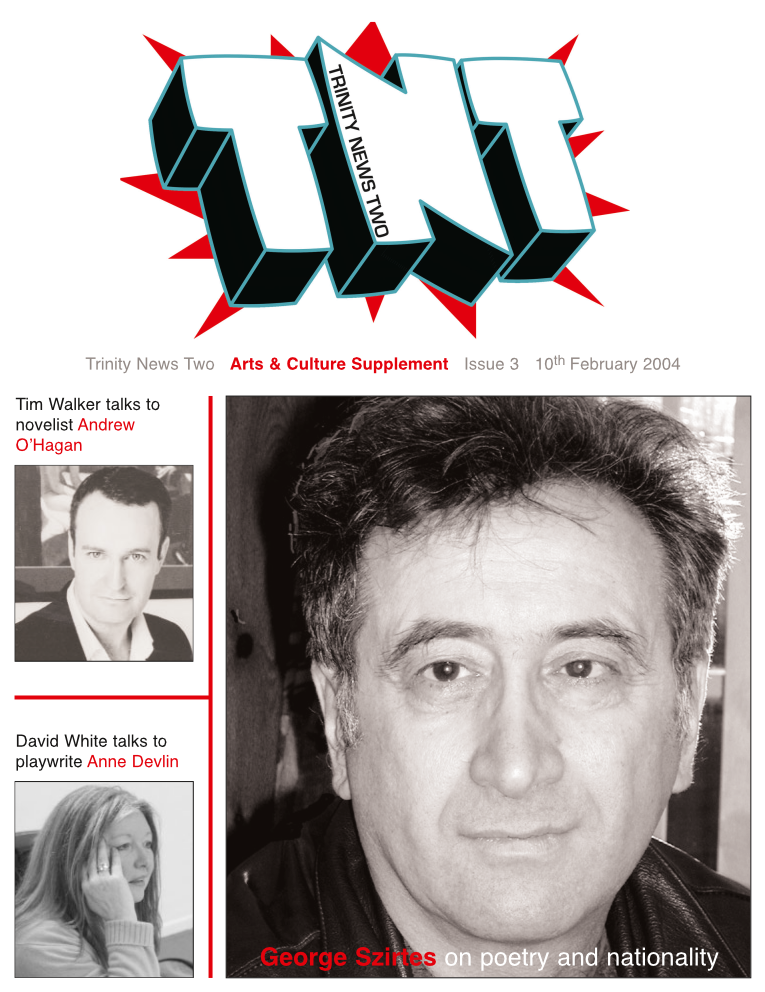 TNT
TRINITY NEWS TWO
Trinity News Two Arts & Culture Supplement Issue 3 10th February 2004
Tim Walker talks to
novelist Andrew
O'Hagan
David White talks to
playwrite Anne Devlin
George Szirtes on poetry and nationality